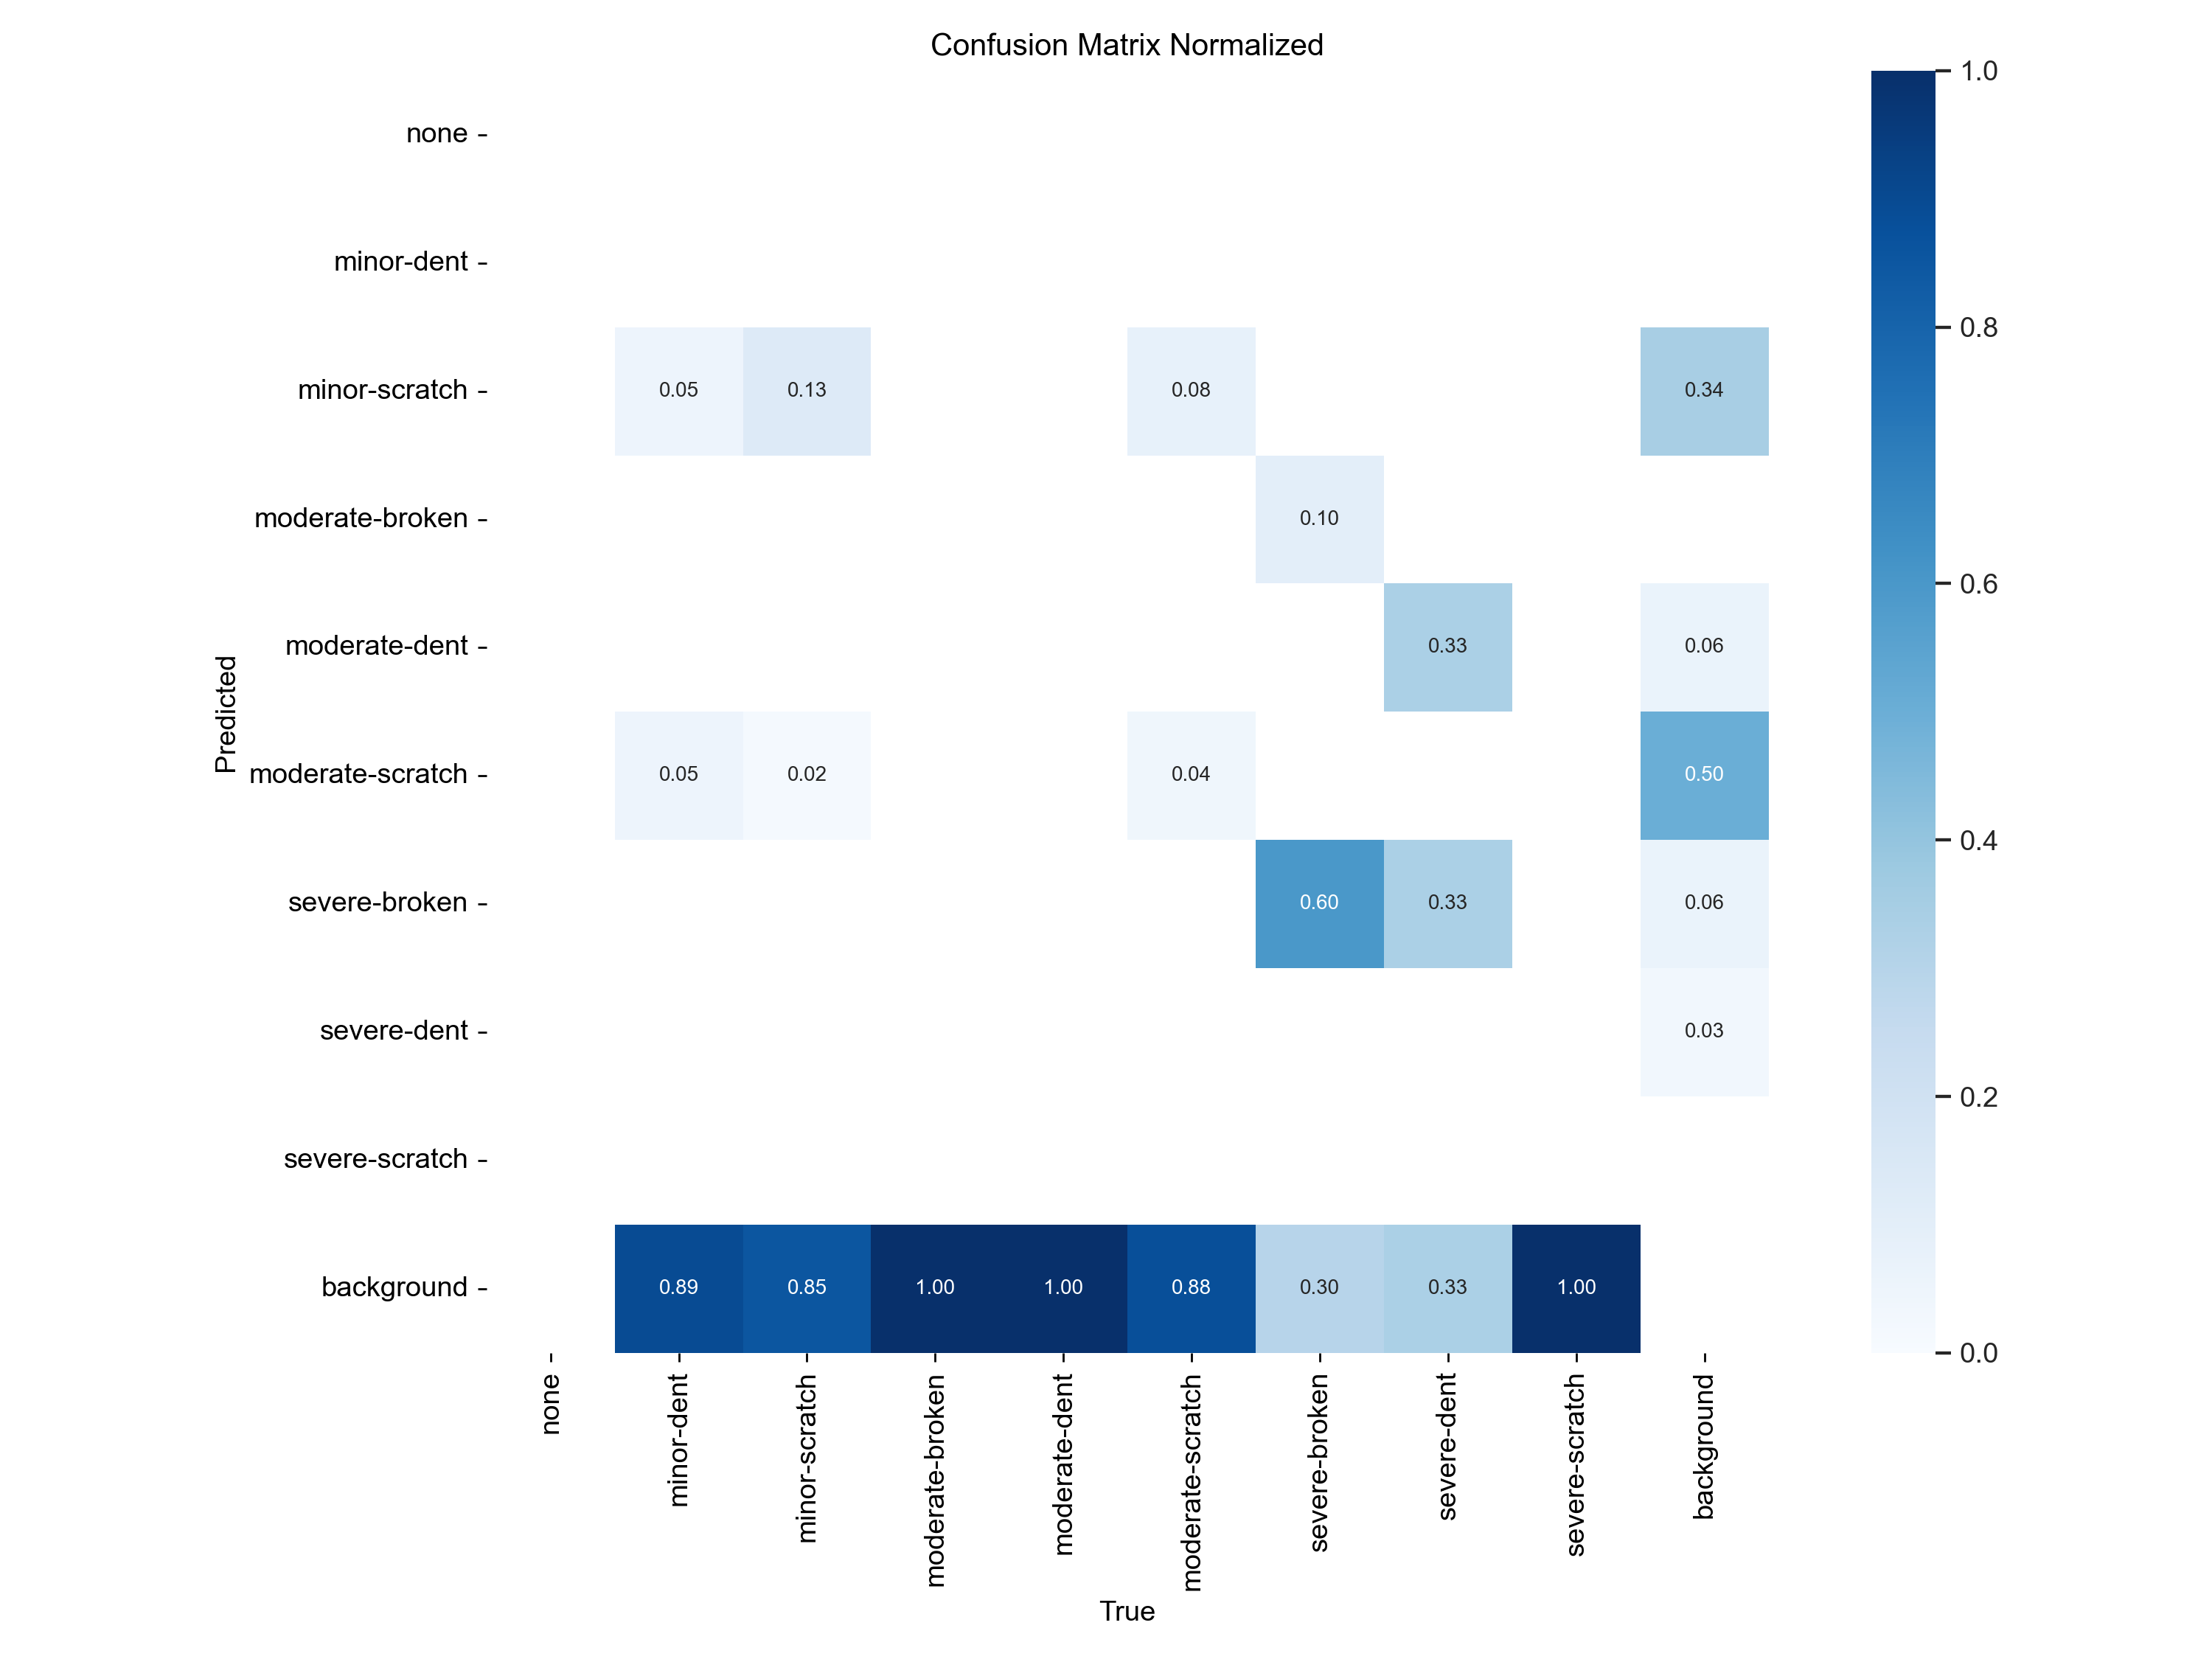 Confusion Matrix Normalized
none
minor-dent
minor-scratch
moderate-broken
moderate-dent
moderate-scratch
severe-broken
severe-dent
severe-scratch
background
Predicted
0.05 0.13 0.08 0.34
0.10
0.33 0.06
0.05 0.02 0.04 0.50
0.60 0.33 0.06
0.03
0.89 0.85 1.00 1.00 0.88 0.30 0.33 1.00
none
minor-dent
minor-scratch
moderate-broken
moderate-dent
moderate-scratch
severe-broken
severe-dent
severe-scratch
background
True
1.0
0.8
0.6
0.4
0.2
0.0